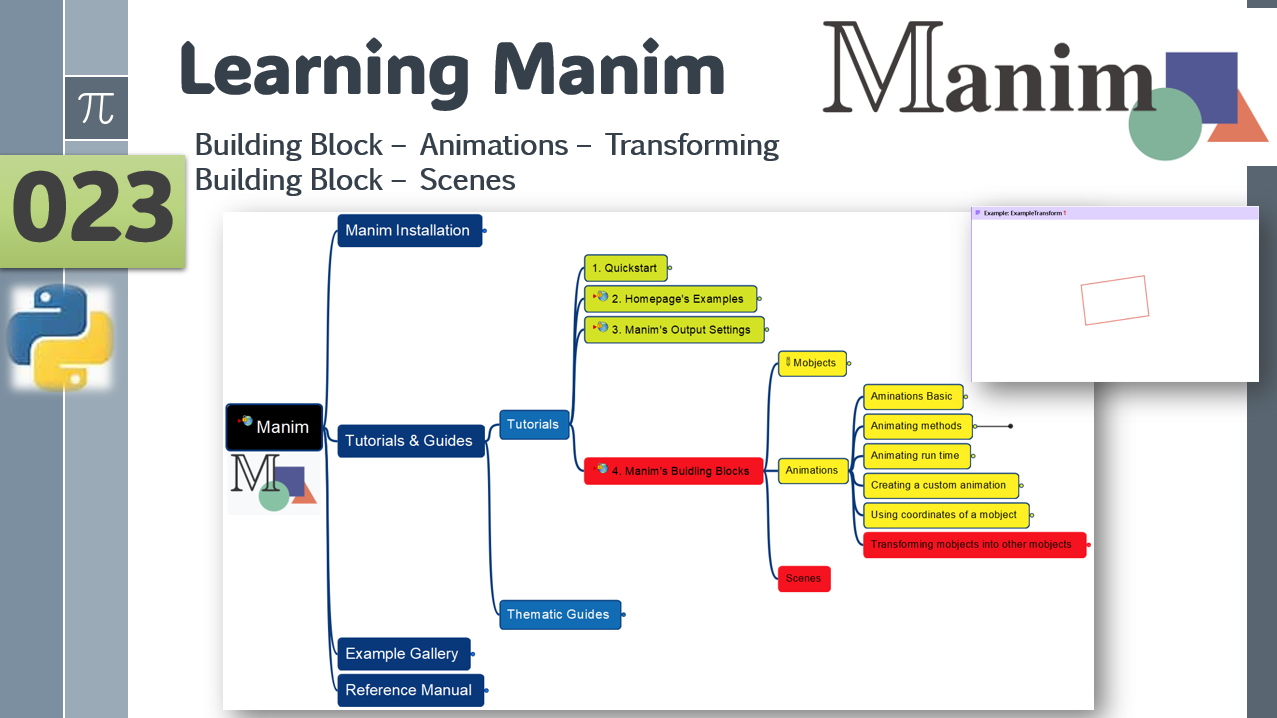 Learning Manim
Manim
π
Building Block – Animations – Transforming
Building Block – Scenes
023
Example: ExampleTransform 1
Manim Installation
1. Quickstart
2. Homepage's Examples
3. Manim's Output Settings
Mobjects
Aminations Basic
Animating methods
Manim
Tutorials & Guides
Tutorials
4. Manim's Buidling Blocks
Animations
Animating run time
Creating a custom animation
Using coordinates of a mobject
Transforming mobjects into other mobjects
M
Scenes
Thematic Guides
Example Gallery
Reference Manual